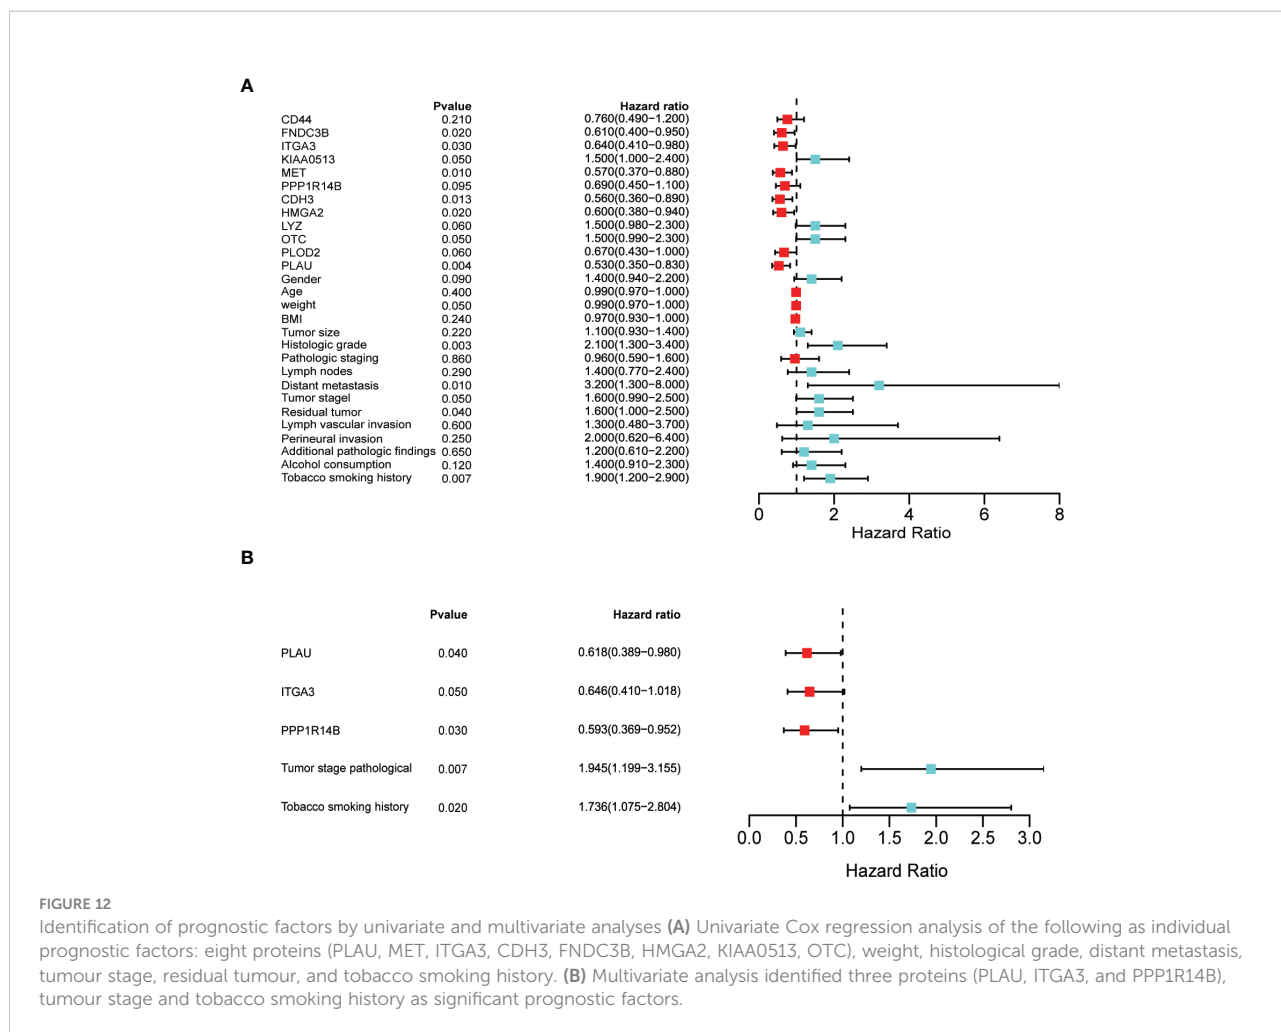 A
Pvalue Hazard ratio
CD44 0.210 0.760(0.490−1.200)
FNDC3B 0.020 0.610(0.400−0.950)
ITGA3 0.030 0.640(0.410−0.980)
KIAA0513 0.050 1.500(1.000−2.400)
MET 0.010 0.570(0.370−0.880)
PPP1R14B 0.095 0.690(0.450−1.100)
CDH3 0.013 0.560(0.360−0.890)
HMGA2 0.020 0.600(0.380−0.940)
LYZ 0.060 1.500(0.980−2.300)
OTC 0.050 1.500(0.990−2.300)
PLOD2 0.060 0.670(0.430−1.000)
PLAU 0.004 0.530(0.350−0.830)
Gender 0.090 1.400(0.940−2.200)
Age 0.400 0.990(0.970−1.000)
weight 0.050 0.990(0.970−1.000)
BMI 0.240 0.970(0.930−1.000)
Tumor size 0.220 1.100(0.930−1.400)
Histologic grade 0.003 2.100(1.300−3.400)
Pathologic staging 0.860 0.960(0.590−1.600)
Lymph nodes 0.290 1.400(0.770−2.400)
Distant metastasis 0.010 3.200(1.300−8.000)
Tumor stagel 0.050 1.600(0.990−2.500)
Residual tumor 0.040 1.600(1.000−2.500)
Lymph vascular invasion 0.600 1.300(0.480−3.700)
Perineural invasion 0.250 2.000(0.620−6.400)
Additional pathologic findings 0.650 1.200(0.610−2.200)
Alcohol consumption 0.120 1.400(0.910−2.300)
Tobacco smoking history 0.007 1.900(1.200−2.900)
0 2 4 6 8
Hazard Ratio
B
Pvalue Hazard ratio
PLAU 0.040 0.618(0.389−0.980)
ITGA3 0.050 0.646(0.410−1.018)
PPP1R14B 0.030 0.593(0.369−0.952)
Tumor stage pathological 0.007 1.945(1.199−3.155)
Tobacco smoking history 0.020 1.736(1.075−2.804)
0.0 0.5 1.0 1.5 2.0 2.5 3.0
Hazard Ratio
FIGURE 12
Identification of prognostic factors by univariate and multivariate analyses (A) Univariate Cox regression analysis of the following as individual
prognostic factors: eight proteins (PLAU, MET, ITGA3, CDH3, FNDC3B, HMGA2, KIAA0513, OTC), weight, histological grade, distant metastasis,
tumour stage, residual tumour, and tobacco smoking history. (B) Multivariate analysis identified three proteins (PLAU, ITGA3, and PPP1R14B),
tumour stage and tobacco smoking history as significant prognostic factors.